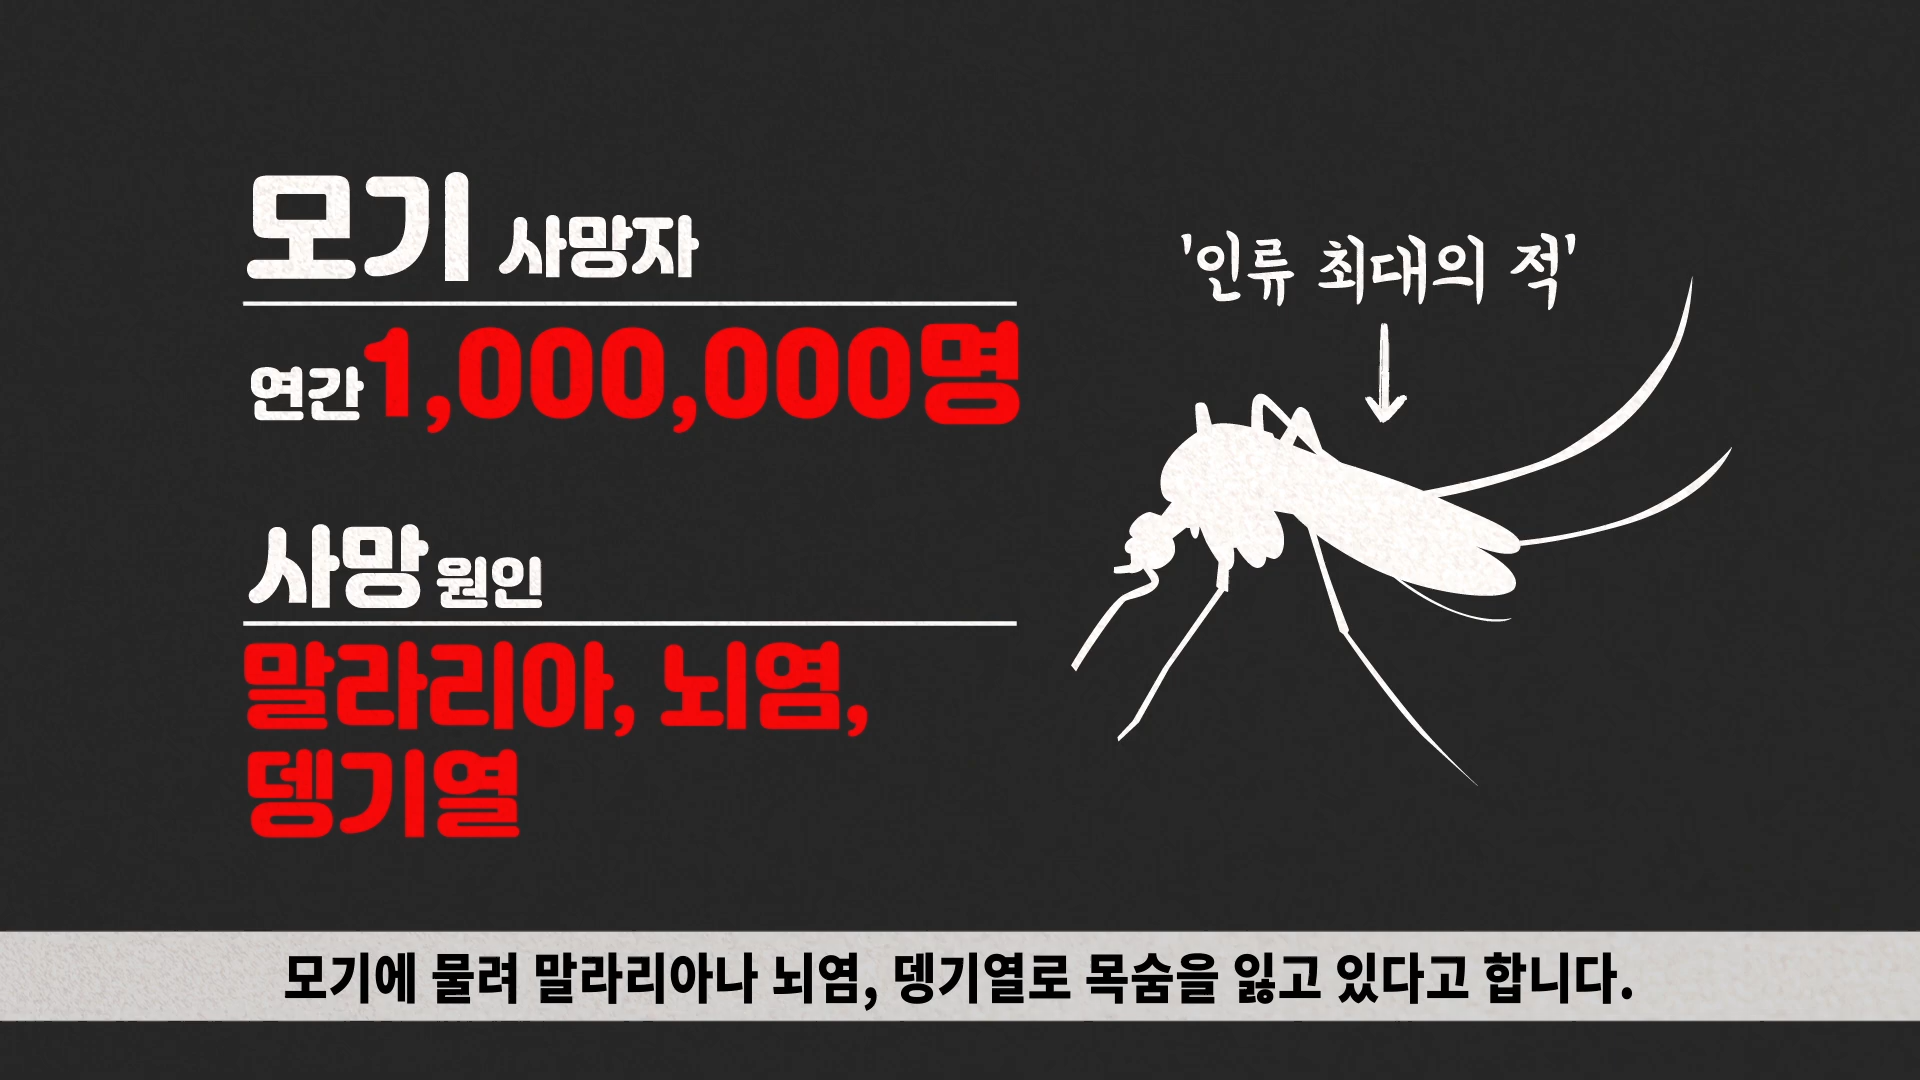 모기 사망자
연간1,000,000명
사망 원인
말라리아, 뇌염,
뎅기열
'인류 최대의 적'
모기에 물려 말라리아나 뇌염, 뎅기열로 목숨을 잃고 있다고 합니다.